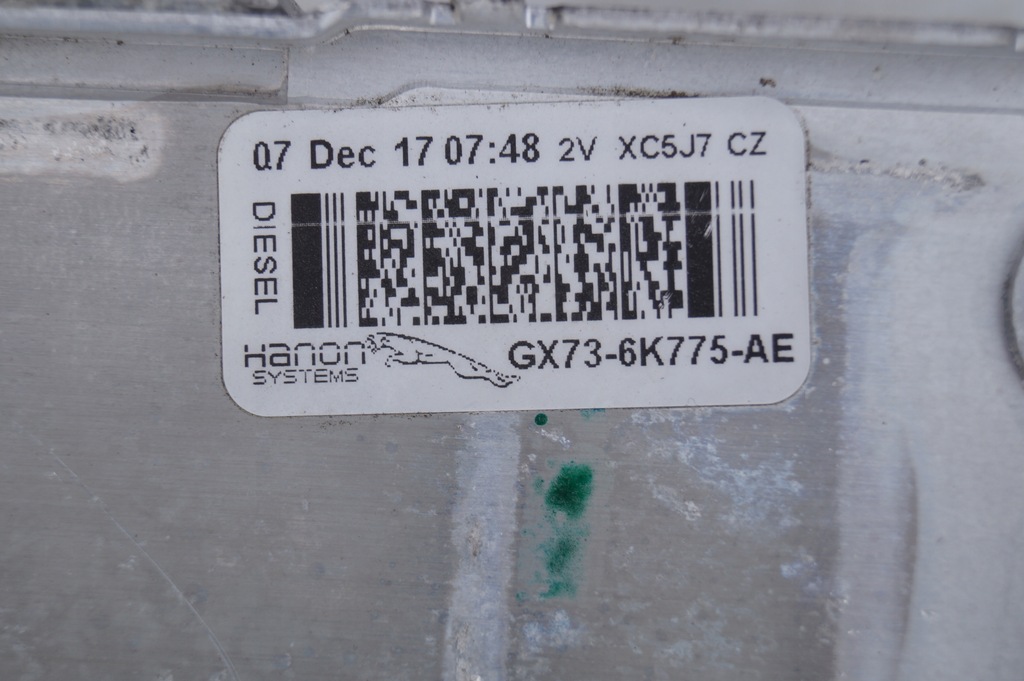 07 Dec 17 07:48 2V XC5J7 CZ
DIESEL
Hanon
SYSTEMS
GX73-6K775-AE